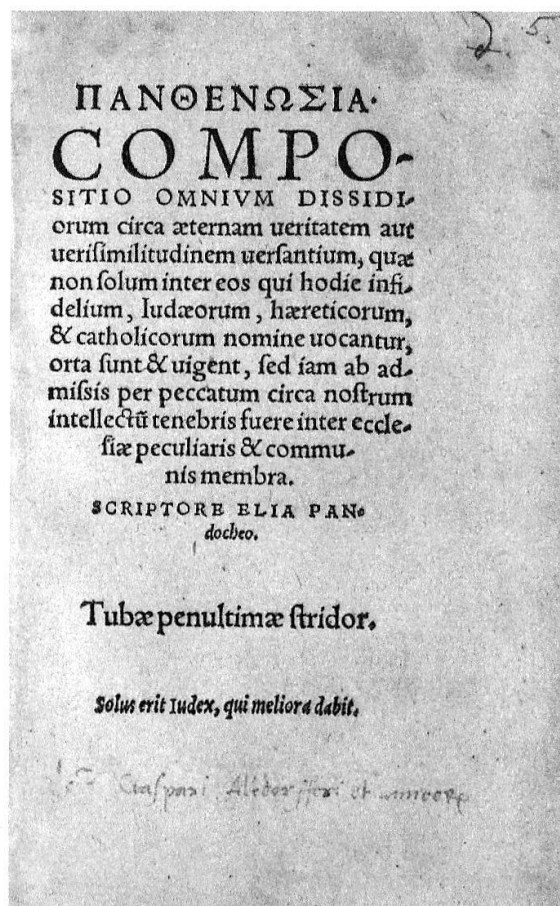 2. 5.
ΠΑΝΘΕΝΩΣΙΑ·
COMPO-
SITIO OMNIVM DISSIDI-
orum circa æternam ueritatem aut
uerisimilitudinem uersantium, quæ
non solum inter eos qui hodie infi-
delium, Iudæorum, hæreticorum,
& catholicorum nomine uocantur,
orta sunt & uigent, sed iam ab ad-
missis per peccatum circa nostrum
intellectũ tenebris fuere inter eccle-
siæ peculiaris & commu-
nis membra.
SCRIPTORE ELIA PAN-
docheo.
Tubæ penultimæ stridor.
Solus erit Iudex, qui meliora dabit.
et